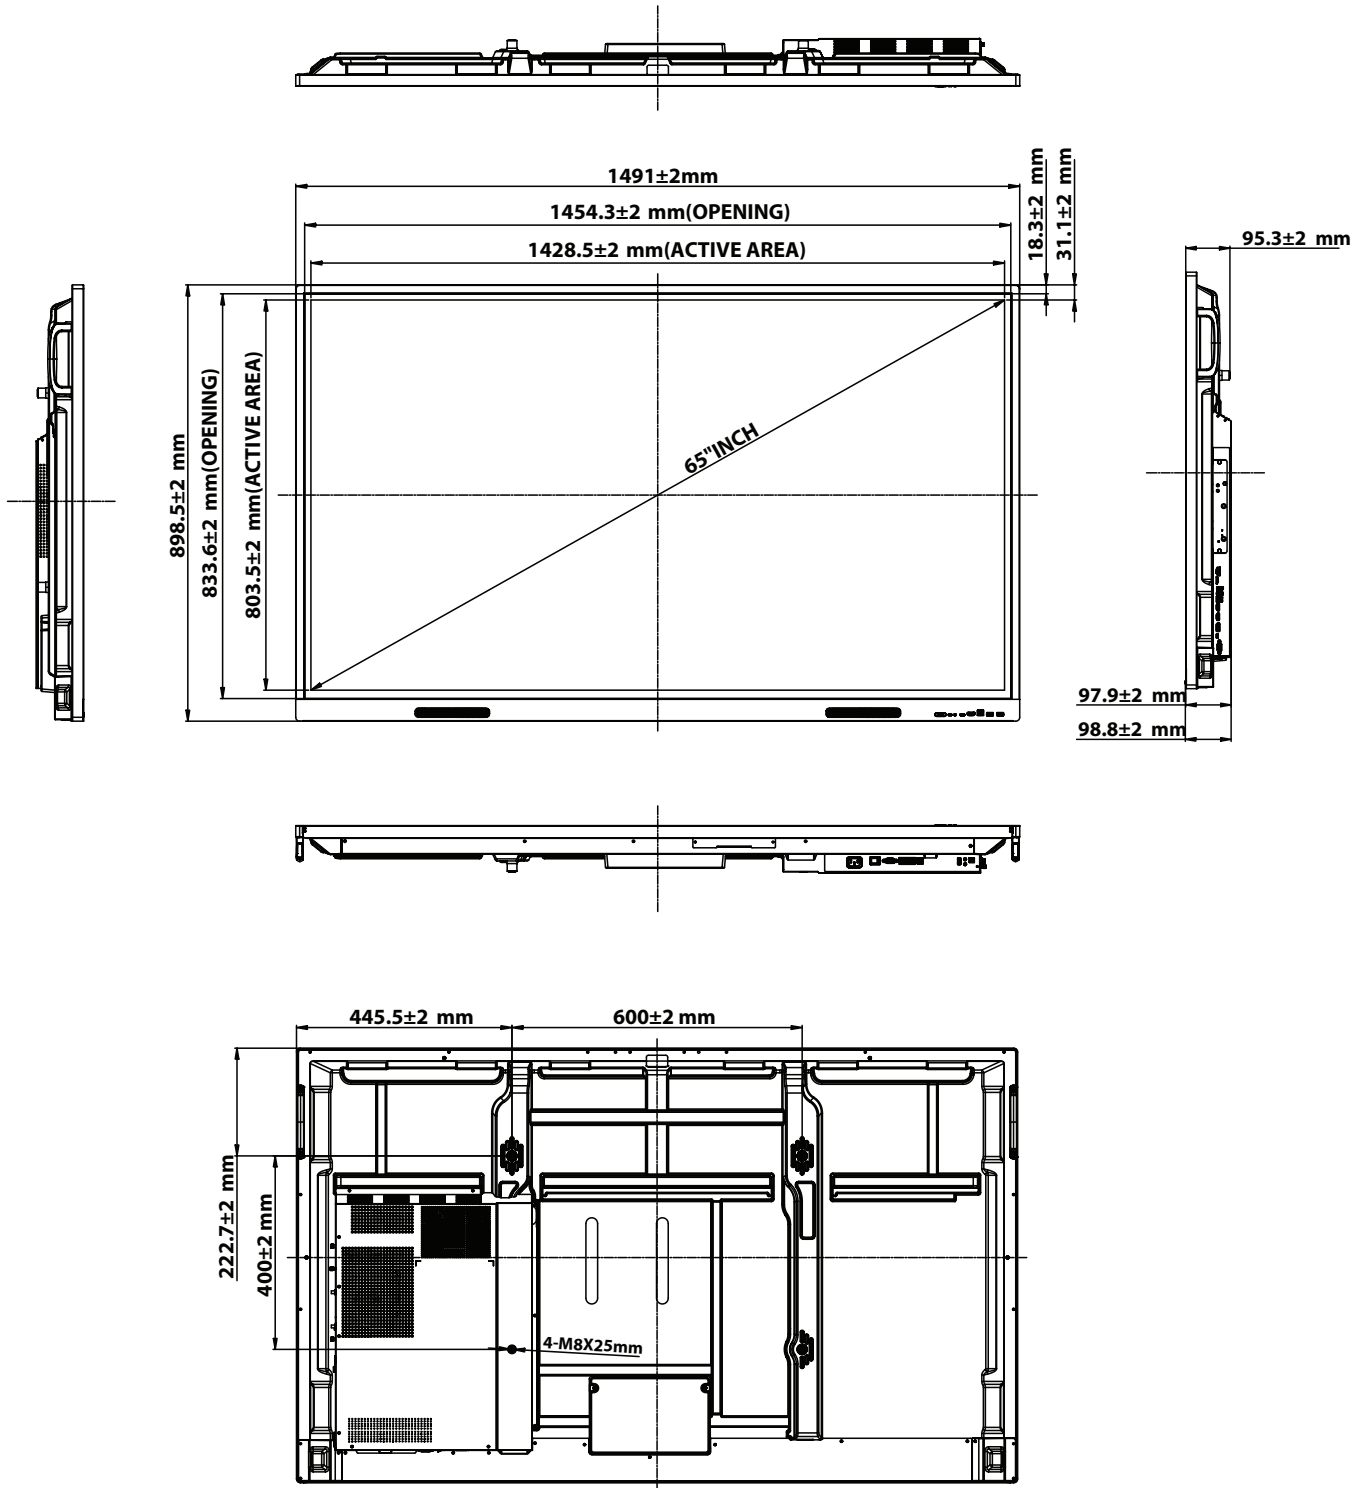 1491±2mm
1454.3±2 mm(OPENING)
1428.5±2 mm(ACTIVE AREA)
18.3±2 mm
31.1±2 mm
95.3±2 mm
898.5±2 mm
833.6±2 mm(OPENING)
803.5±2 mm(ACTIVE AREA)
65"INCH
97.9±2 mm
98.8±2 mm
445.5±2 mm
600±2 mm
222.7±2 mm
400±2 mm
4-M8X25mm